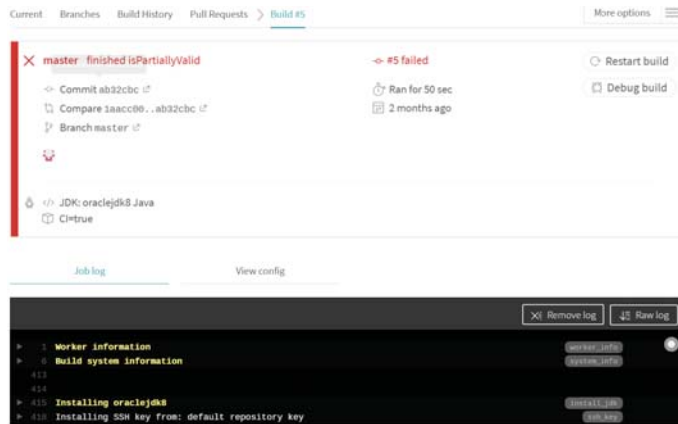 Current Branches Build History Pull Requests Build #5 More options
master finished isPartiallyValid #5 failed Restart build
Commit ab32cbc Ran for 50 sec Debug build
Compare 1aacc00..ab32cbc 2 months ago
Branch master
</> JDK: oraclejdk8 Java
CI=true
Job log View config
Remove log Raw log
1 Worker information worker_info
6 Build system information system_info
413
414
415 Installing oraclejdk8 install_jdk
418 Installing SSH key from: default repository key ssh_key